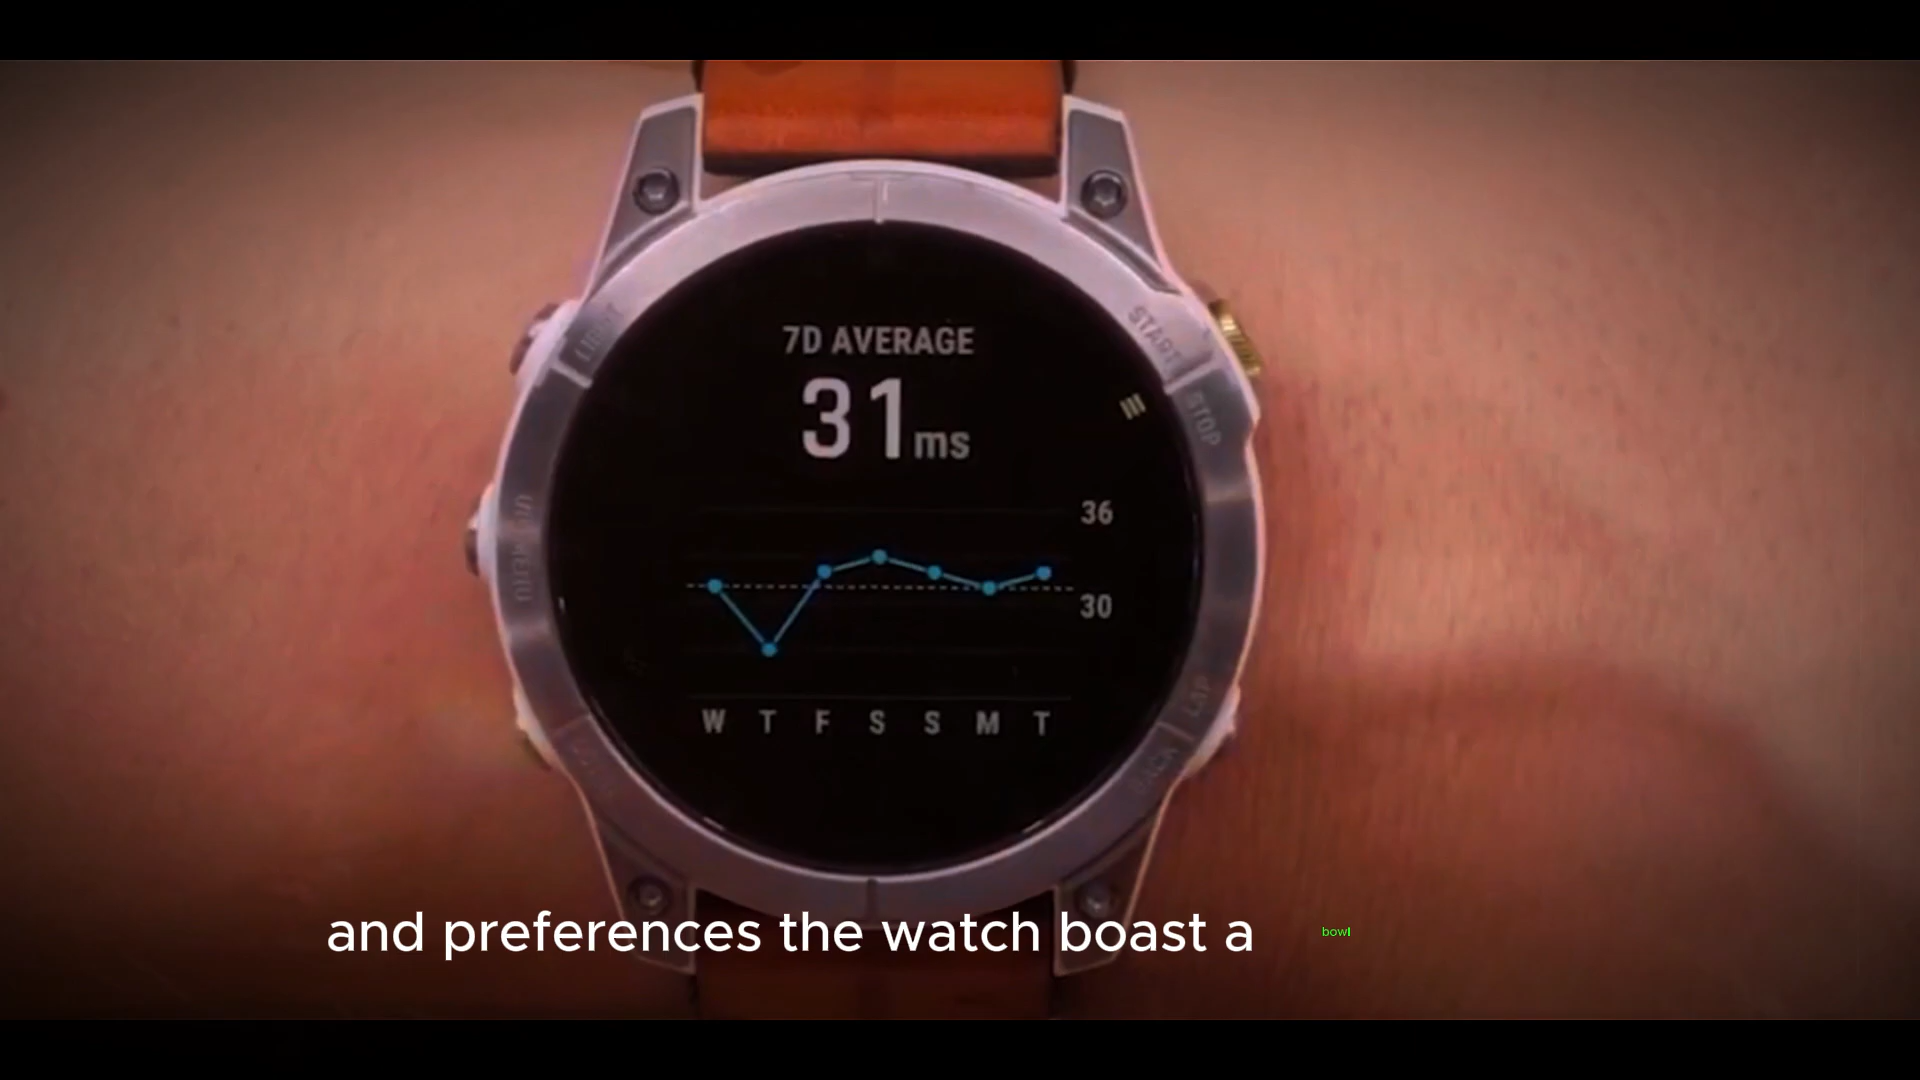 LIGHT
START
STOP
7D AVERAGE
31ms
36
30
W T F S S M T
LAP
BACK
and preferences the watch boast a bowl